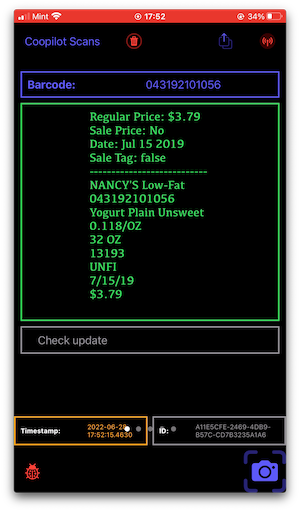 Mint
17:52
34%
Coopilot Scans
Barcode: 043192101056
Regular Price: $3.79
Sale Price: No
Date: Jul 15 2019
Sale Tag: false
---------------------------
NANCY'S Low-Fat
043192101056
Yogurt Plain Unsweet
0.118/OZ
32 OZ
13193
UNFI
7/15/19
$3.79
Check update
Timestamp:
2022-06-28
17:52:15.4630
ID:
A11E5CFE-2469-4DB9-
B57C-CD7B3235A1A6